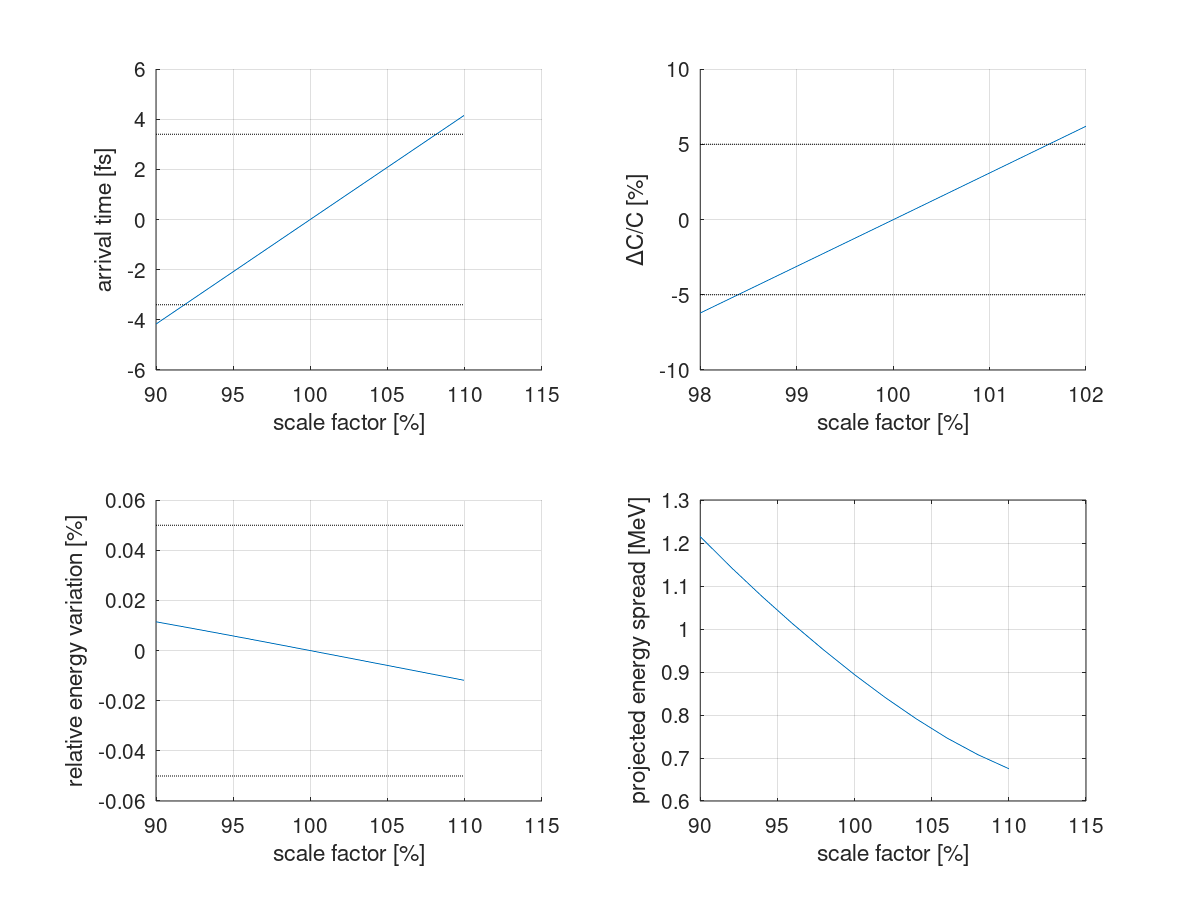 arrival time [fs]
6
4
2
0
-2
-4
-6
90 95 100 105 110 115
scale factor [%]
ΔC/C [%]
10
5
0
-5
-10
98 99 100 101 102
scale factor [%]
relative energy variation [%]
0.06
0.04
0.02
0
-0.02
-0.04
-0.06
90 95 100 105 110 115
scale factor [%]
projected energy spread [MeV]
1.3
1.2
1.1
1
0.9
0.8
0.7
0.6
90 95 100 105 110 115
scale factor [%]